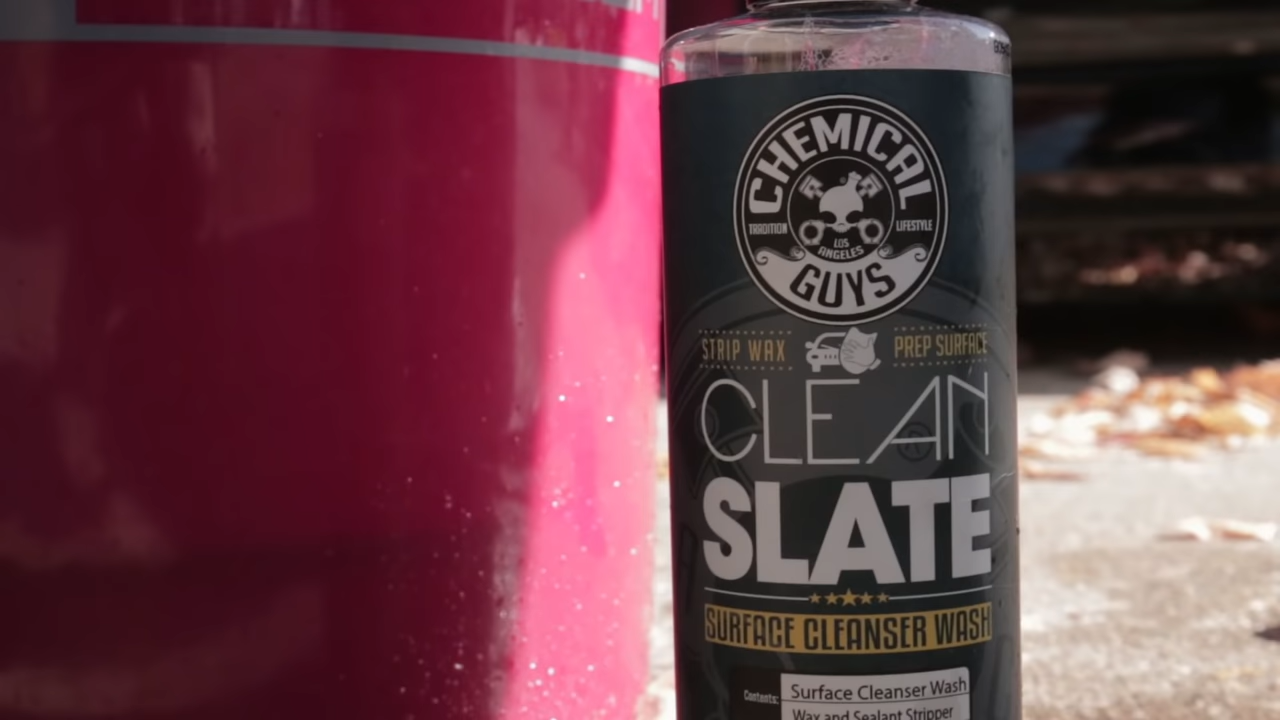 CHEMICAL
TRADITION
LIFESTYLE
LOS
ANGELES
GUYS
STRIP WAX
PREP SURFACE
CLEAN
SLATE
SURFACE CLEANSER WASH
Contents:
Surface Cleanser Wash
Wax and Sealant Stripper